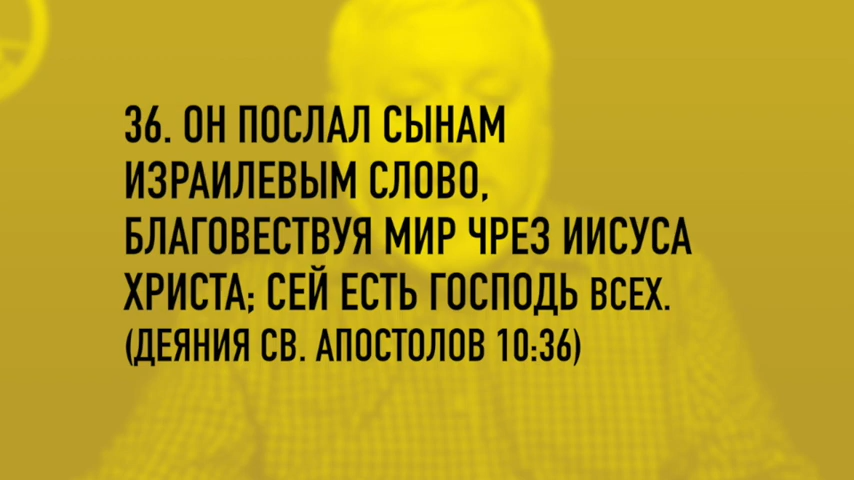 36. ОН ПОСЛАЛ СЫНАМ
ИЗРАИЛЕВЫМ СЛОВО,
БЛАГОВЕСТВУЯ МИР ЧРЕЗ ИИСУСА
ХРИСТА; СЕЙ ЕСТЬ ГОСПОДЬ ВСЕХ.
(ДЕЯНИЯ СВ. АПОСТОЛОВ 10:36)